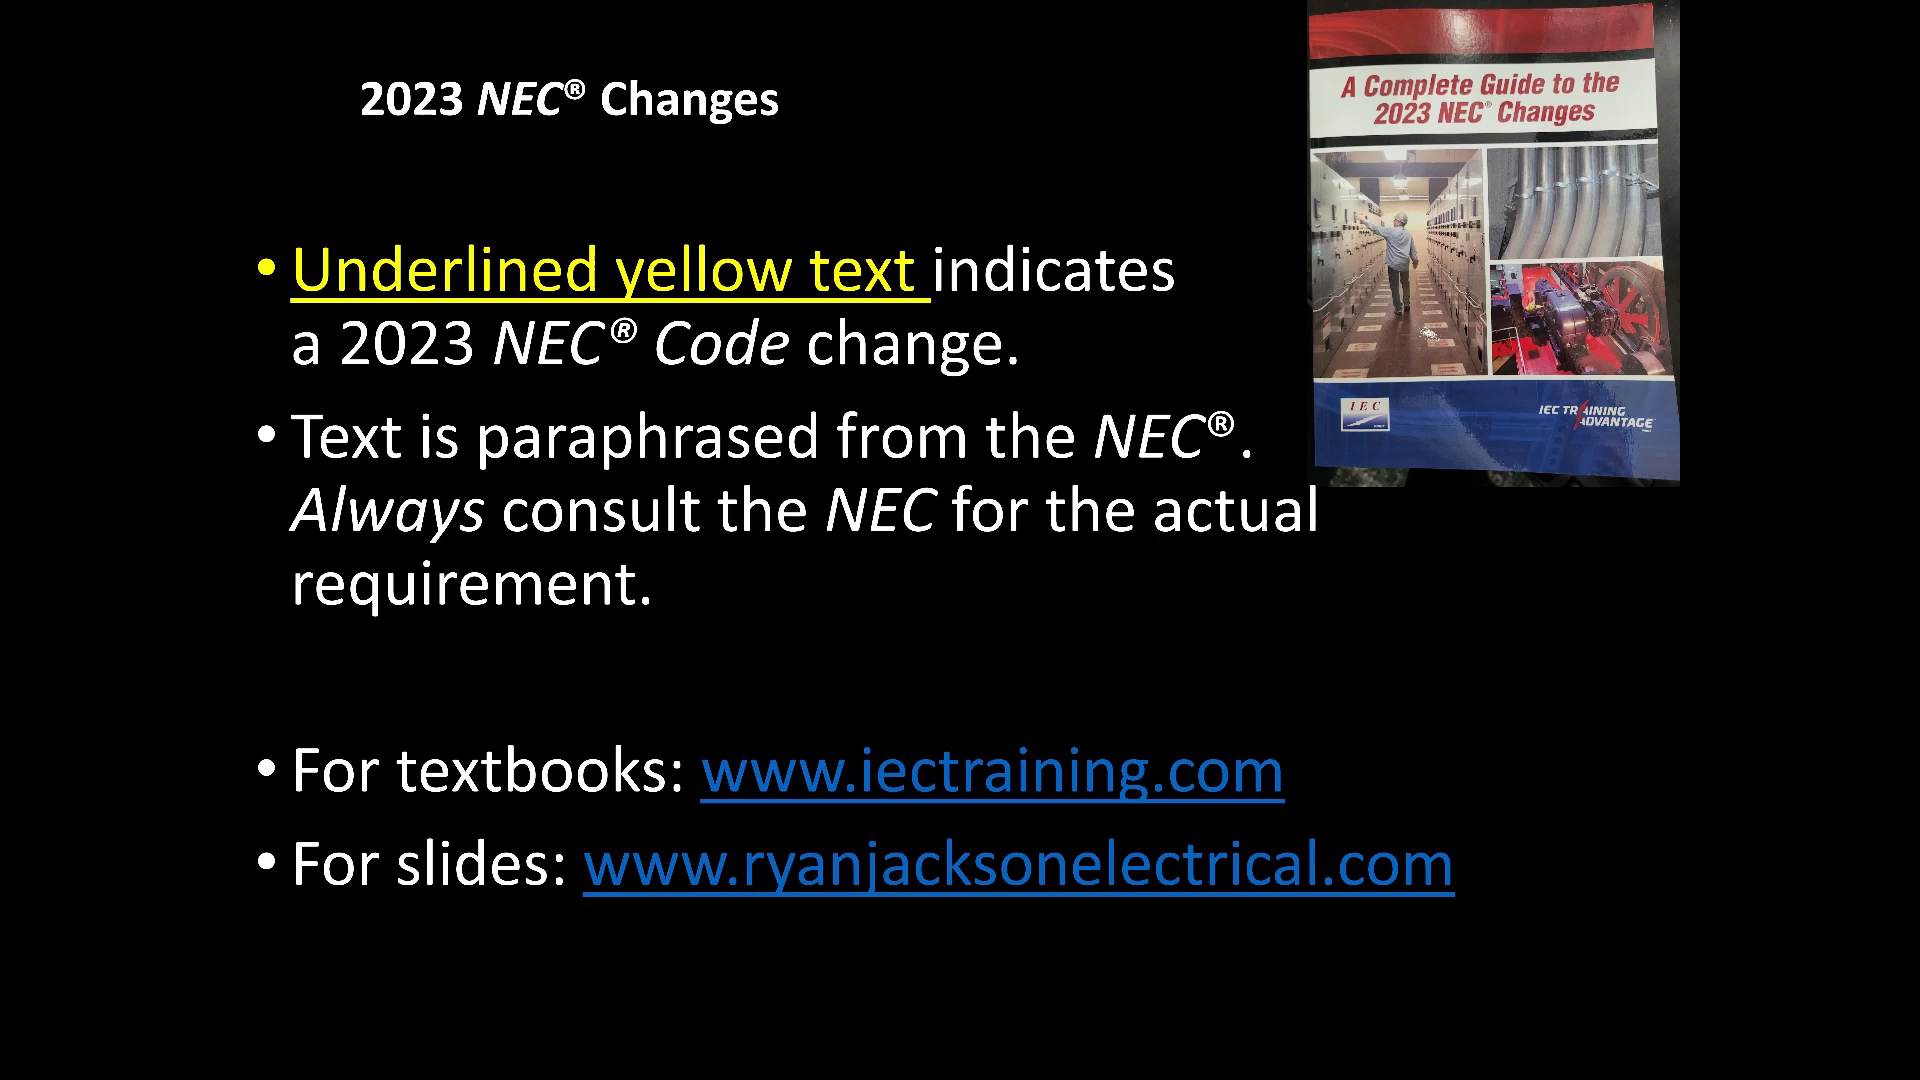 2023 NEC® Changes
• Underlined yellow text indicates
a 2023 NEC® Code change.
• Text is paraphrased from the NEC®.
Always consult the NEC for the actual
requirement.
• For textbooks: www.iectraining.com
• For slides: www.ryanjacksonelectrical.com
A Complete Guide to the
2023 NEC® Changes
IEC
IEC TRAINING
ADVANTAGE